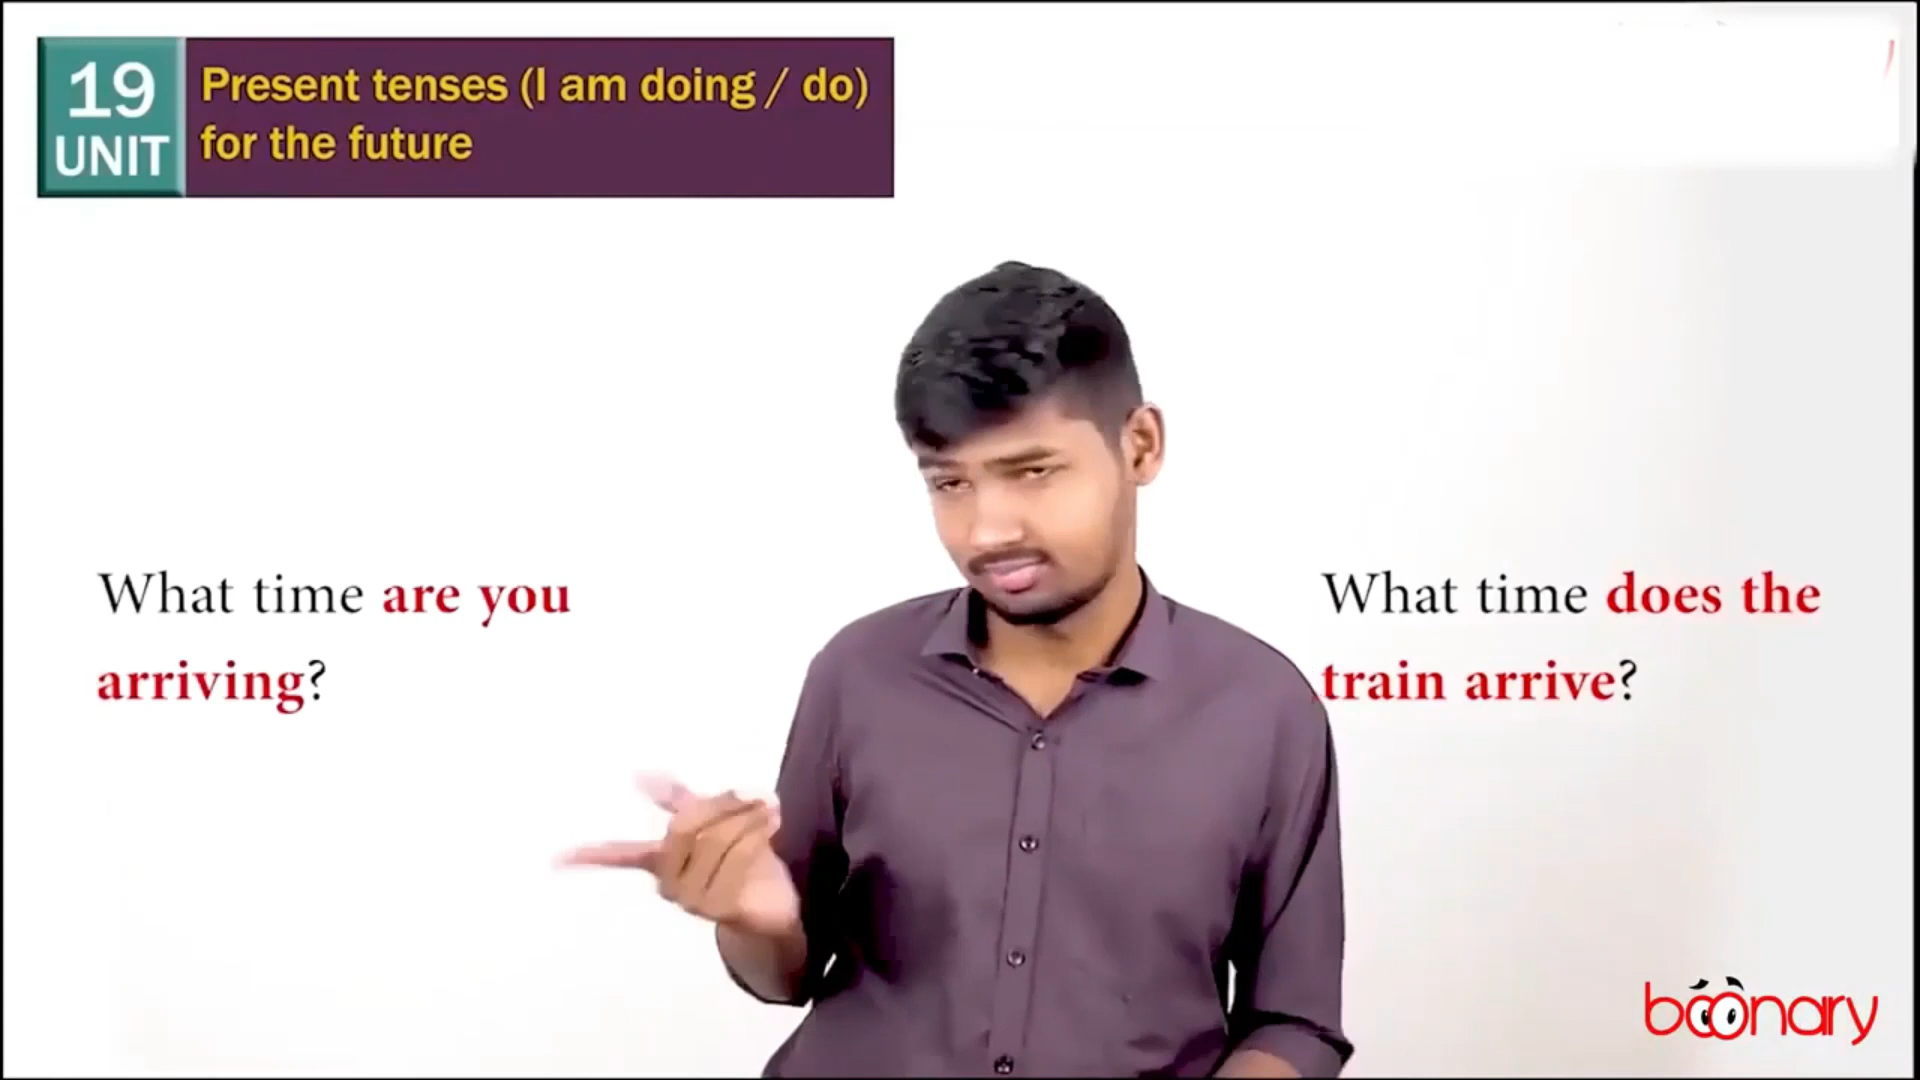 19
UNIT
Present tenses (I am doing / do)
for the future
What time are you
arriving?
What time does the
train arrive?
boonary